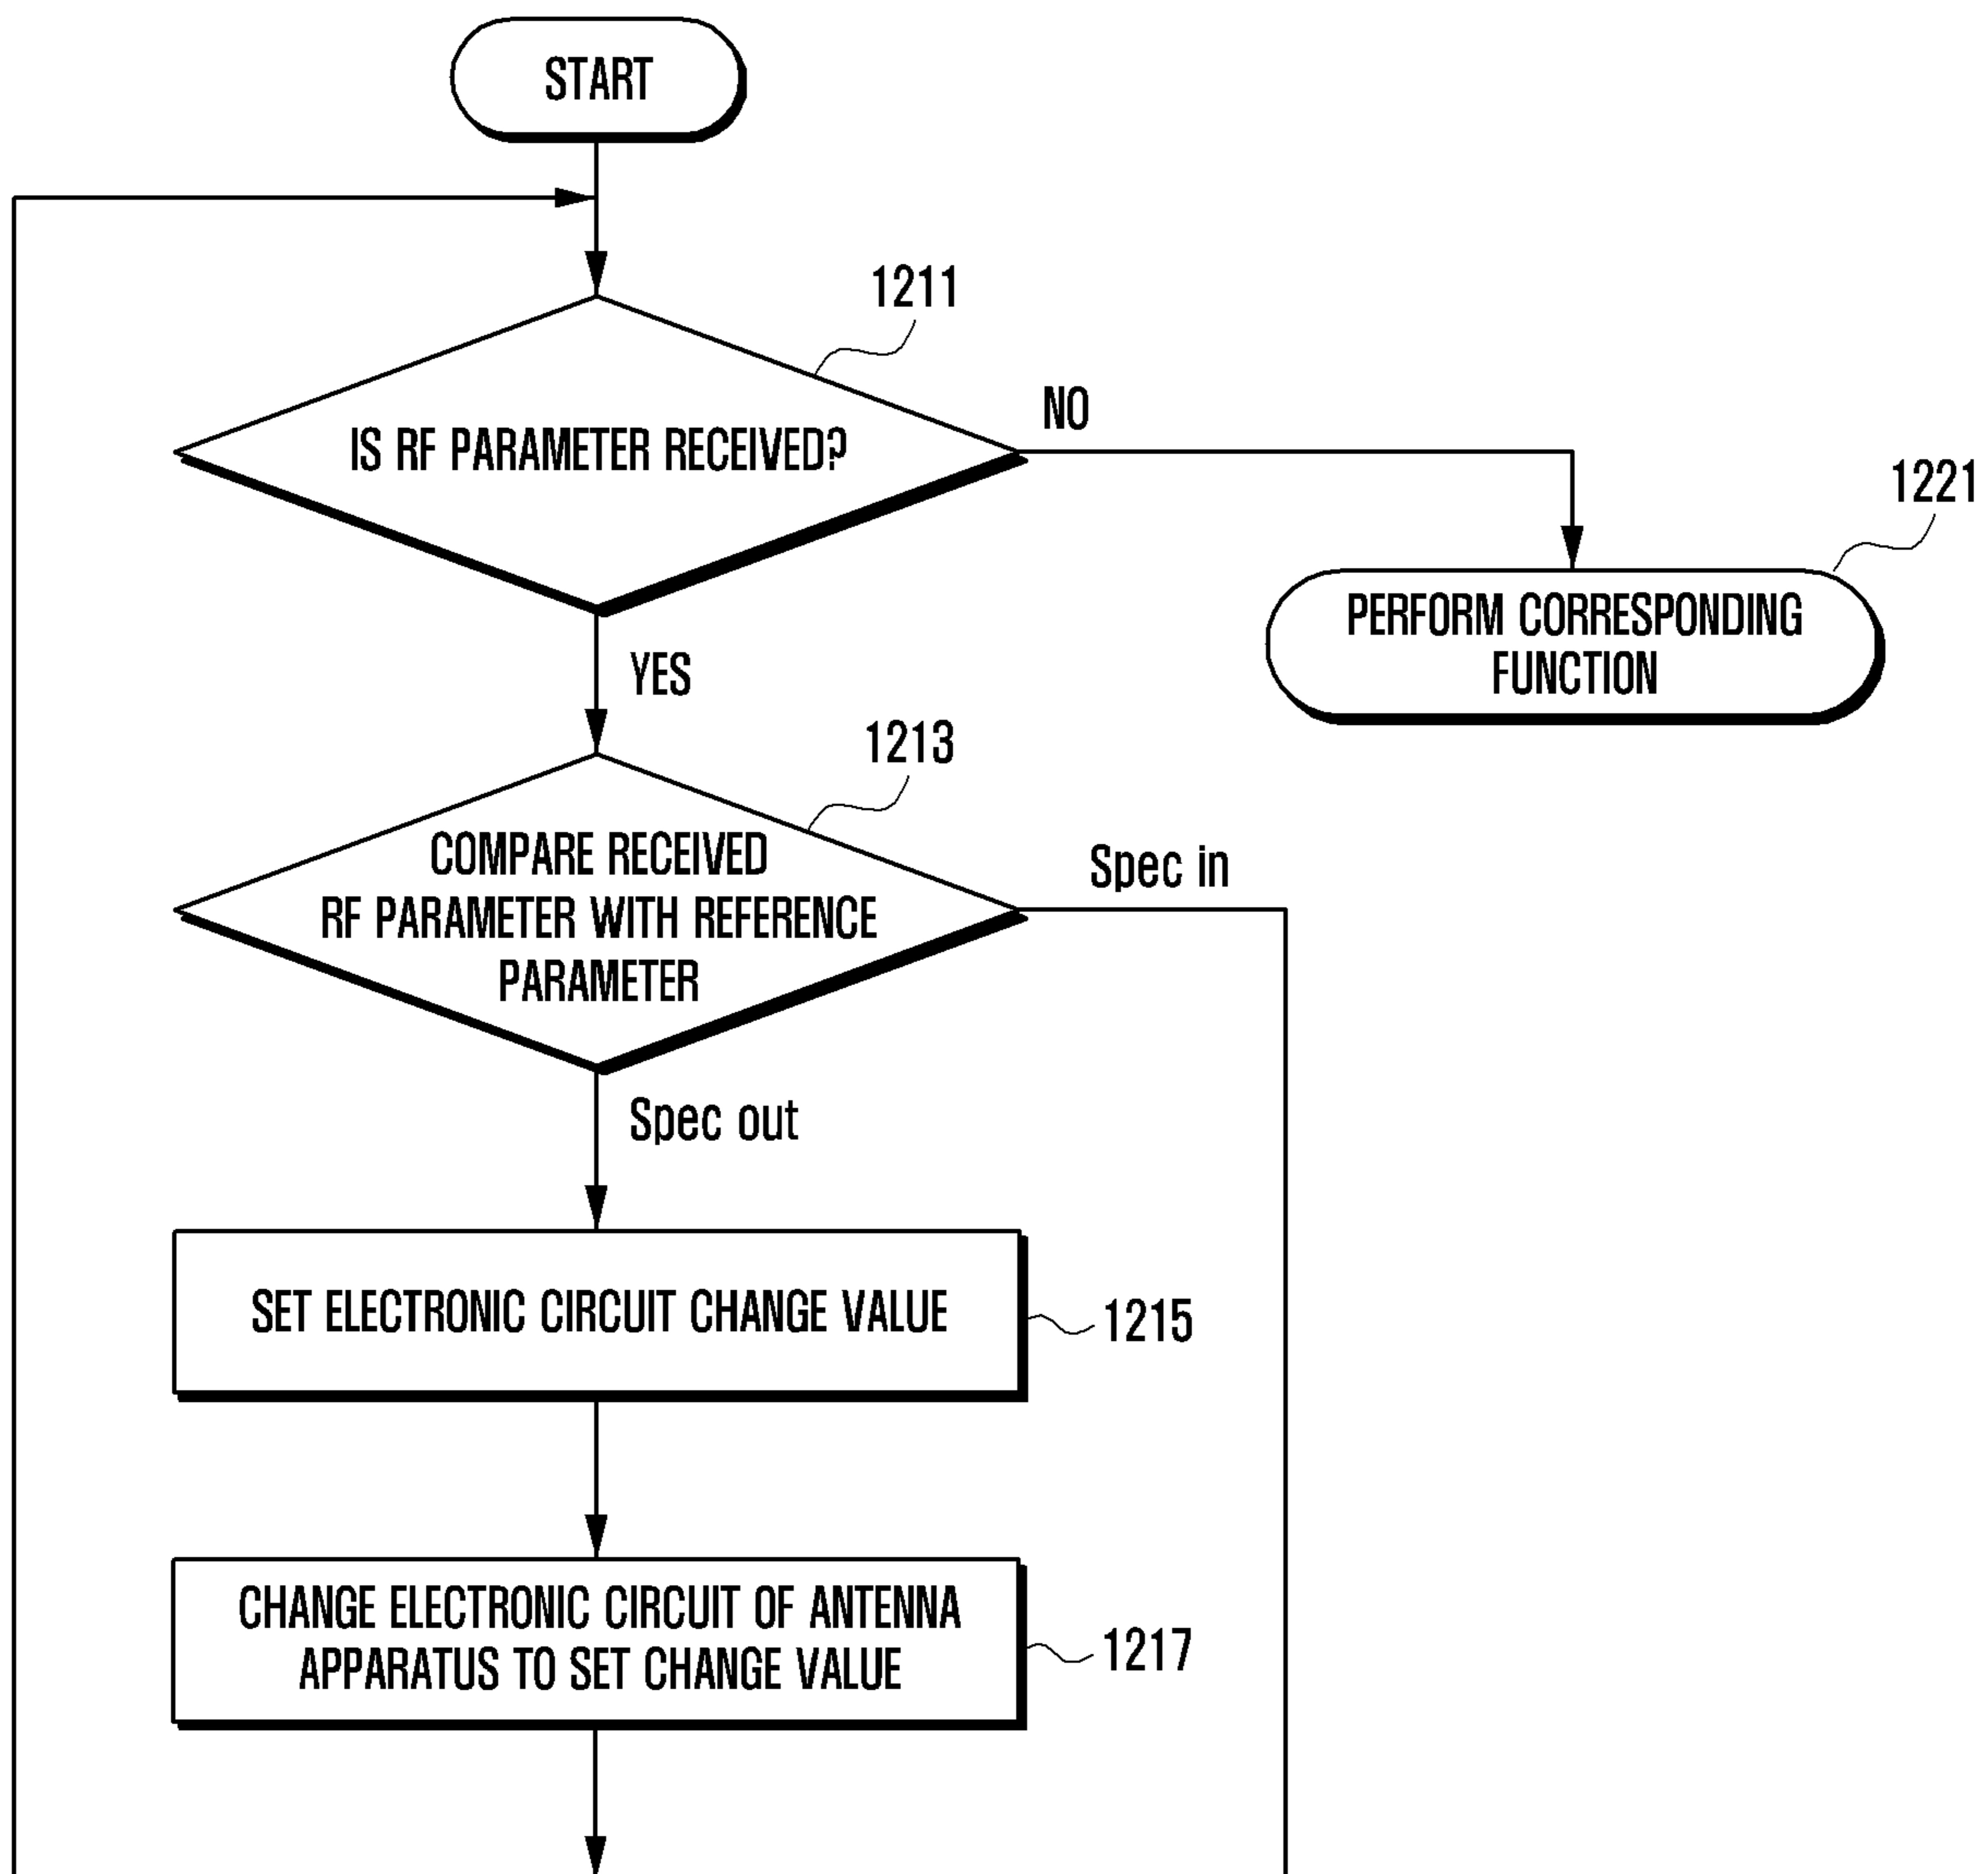 START
1211
IS RF PARAMETER RECEIVED?
NO
1221
PERFORM CORRESPONDING
FUNCTION
YES
1213
COMPARE RECEIVED
RF PARAMETER WITH REFERENCE
PARAMETER
Spec in
Spec out
SET ELECTRONIC CIRCUIT CHANGE VALUE
1215
CHANGE ELECTRONIC CIRCUIT OF ANTENNA
APPARATUS TO SET CHANGE VALUE
1217